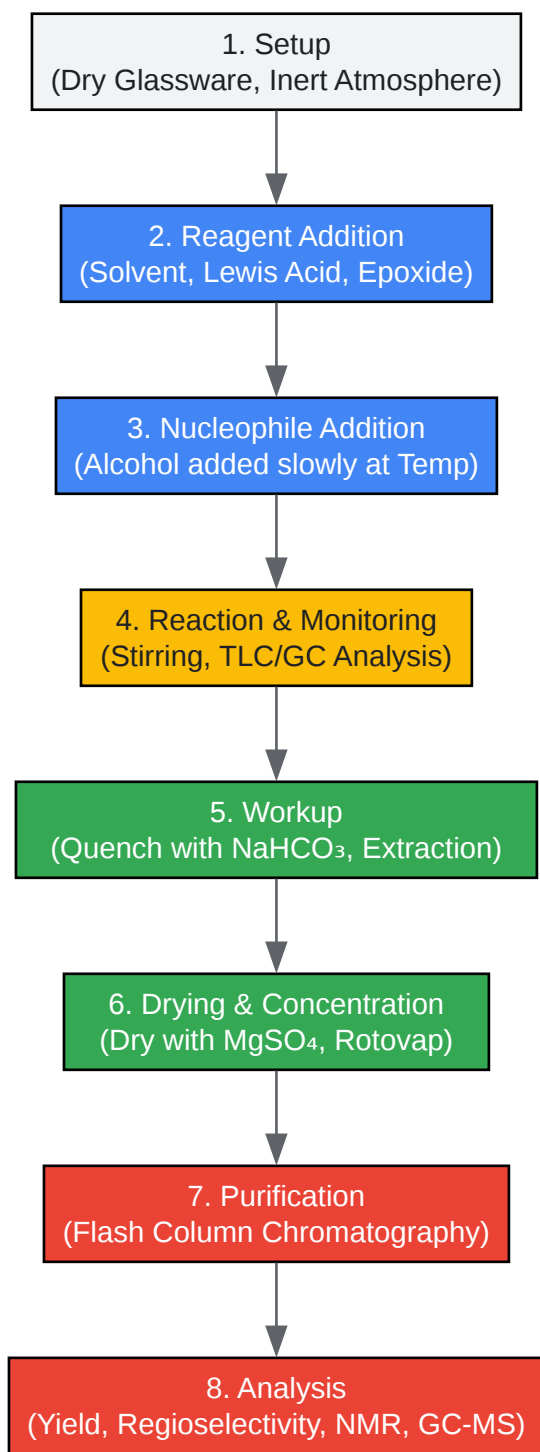 1. Setup
(Dry Glassware, Inert Atmosphere)
2. Reagent Addition
(Solvent, Lewis Acid, Epoxide)
3. Nucleophile Addition
(Alcohol added slowly at Temp)
4. Reaction & Monitoring
(Stirring, TLC/GC Analysis)
5. Workup
(Quench with NaHCO₃, Extraction)
6. Drying & Concentration
(Dry with MgSO₄, Rotovap)
7. Purification
(Flash Column Chromatography)
8. Analysis
(Yield, Regioselectivity, NMR, GC-MS)